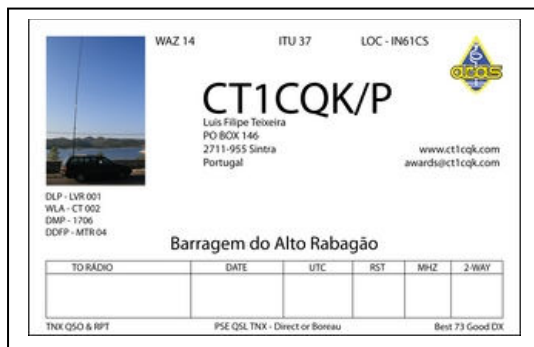 WAZ 14 ITU 37 LOC - IN61CS
acas
CT1CQK/P
Luis Filipe Teixeira
PO BOX 146
2711-955 Sintra www.ct1cqk.com
Portugal awards@ct1cqk.com
DLP - LVR 001
WLA - CT 002
DMP - 1706
DDFP - MTR 04
Barragem do Alto Rabagão
TO RÁDIO DATE UTC RST MHZ 2-WAY
TNX QSO & RPT PSE QSL TNX - Direct or Boreau Best 73 Good DX